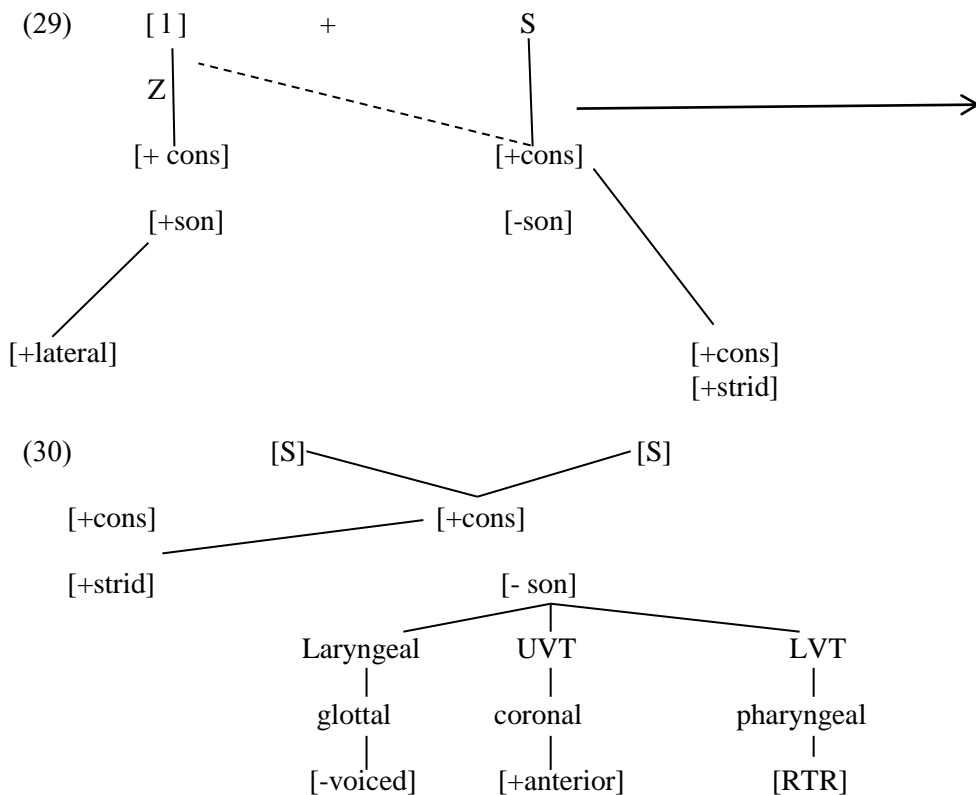 (29) [ l ] + S
Z
[+ cons] [+cons]
[+son] [-son]
[+lateral] [+cons]
[+strid]
(30) [S] [S]
[+cons] [+cons]
[+strid] [- son]
Laryngeal UVT LVT
glottal coronal pharyngeal
[-voiced] [+anterior] [RTR]